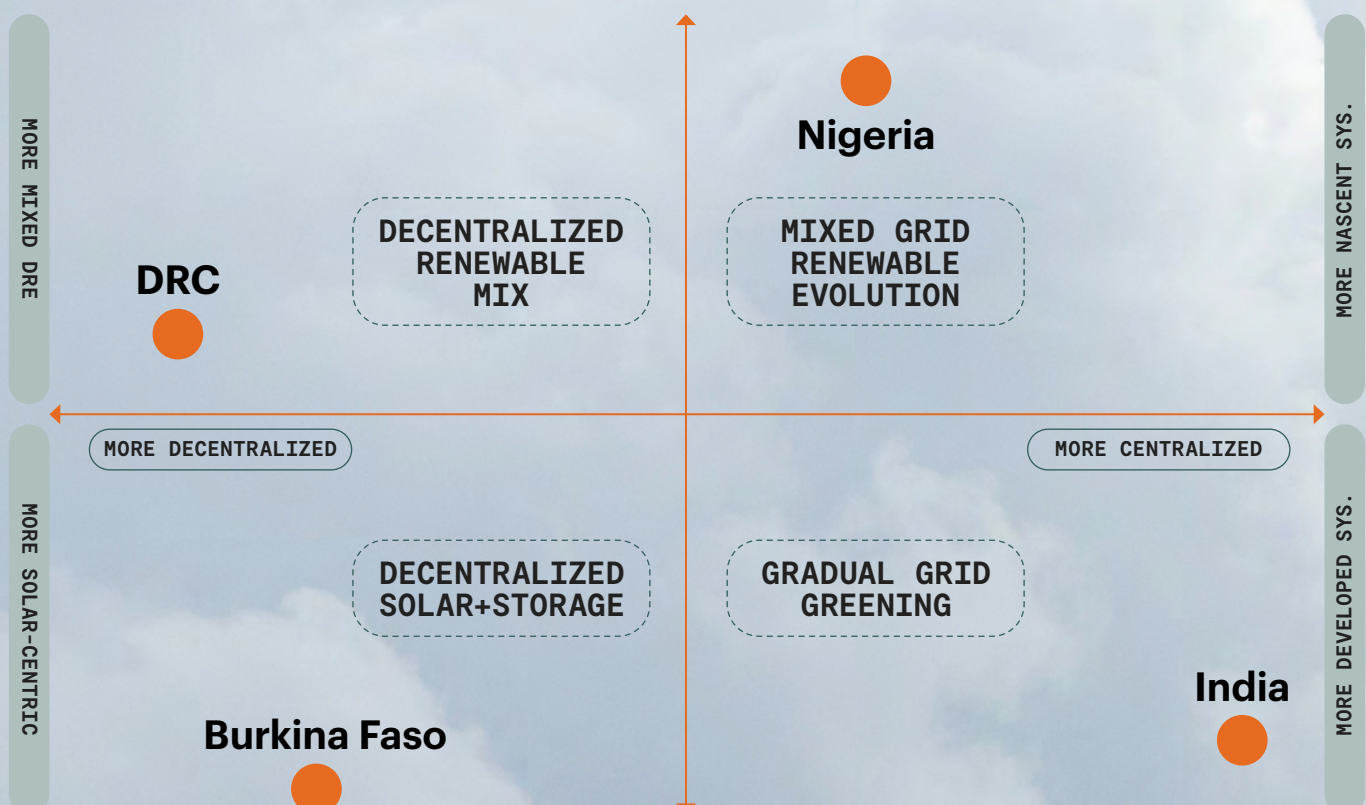 MORE MIXED DRE
MORE NASCENT SYS.
Nigeria
DECENTRALIZED
RENEWABLE
MIX
MIXED GRID
RENEWABLE
EVOLUTION
DRC
MORE DECENTRALIZED
MORE CENTRALIZED
MORE SOLAR-CENTRIC
MORE DEVELOPED SYS.
DECENTRALIZED
SOLAR+STORAGE
GRADUAL GRID
GREENING
India
Burkina Faso